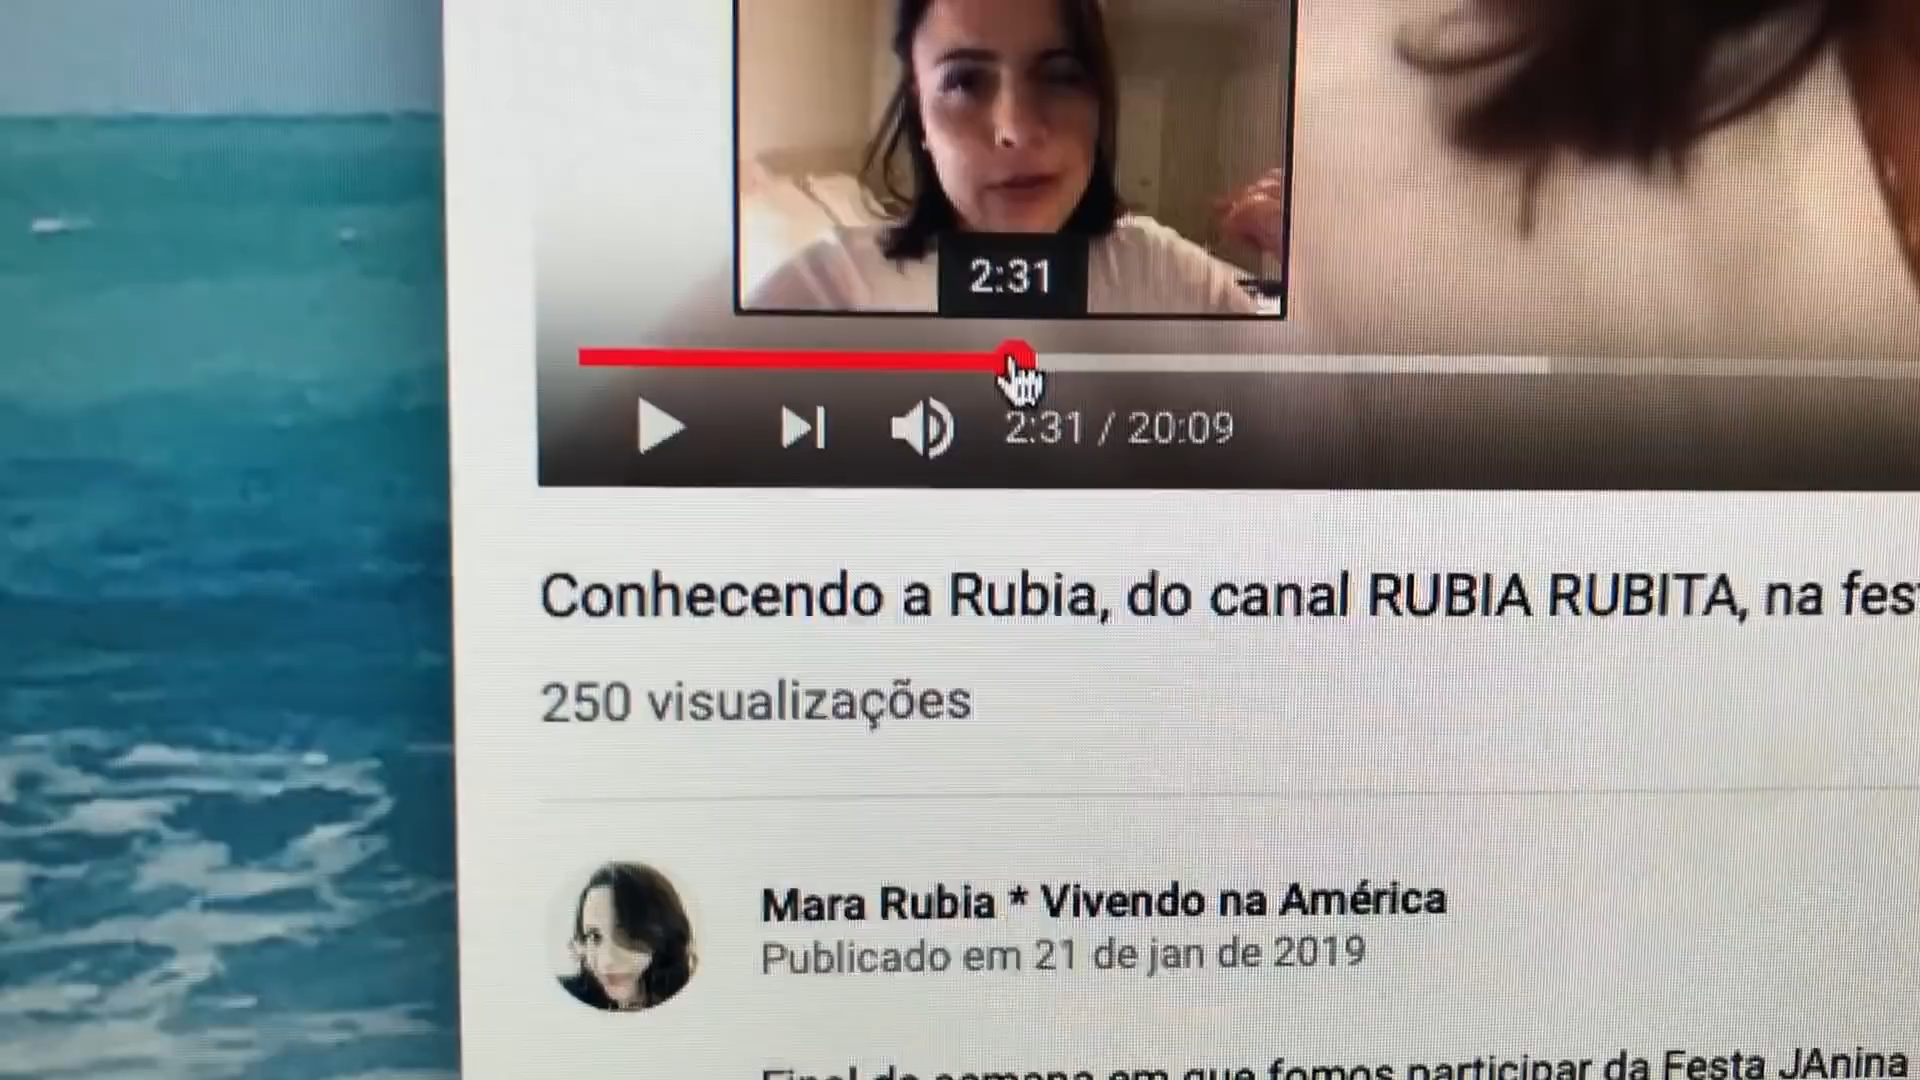 2:31
2:31 / 20:09
Conhecendo a Rubia, do canal RUBIA RUBITA, na fes
250 visualizações
Mara Rubia * Vivendo na América
Publicado em 21 de jan de 2019
Final de semana em que fomos participar da Festa JAnina